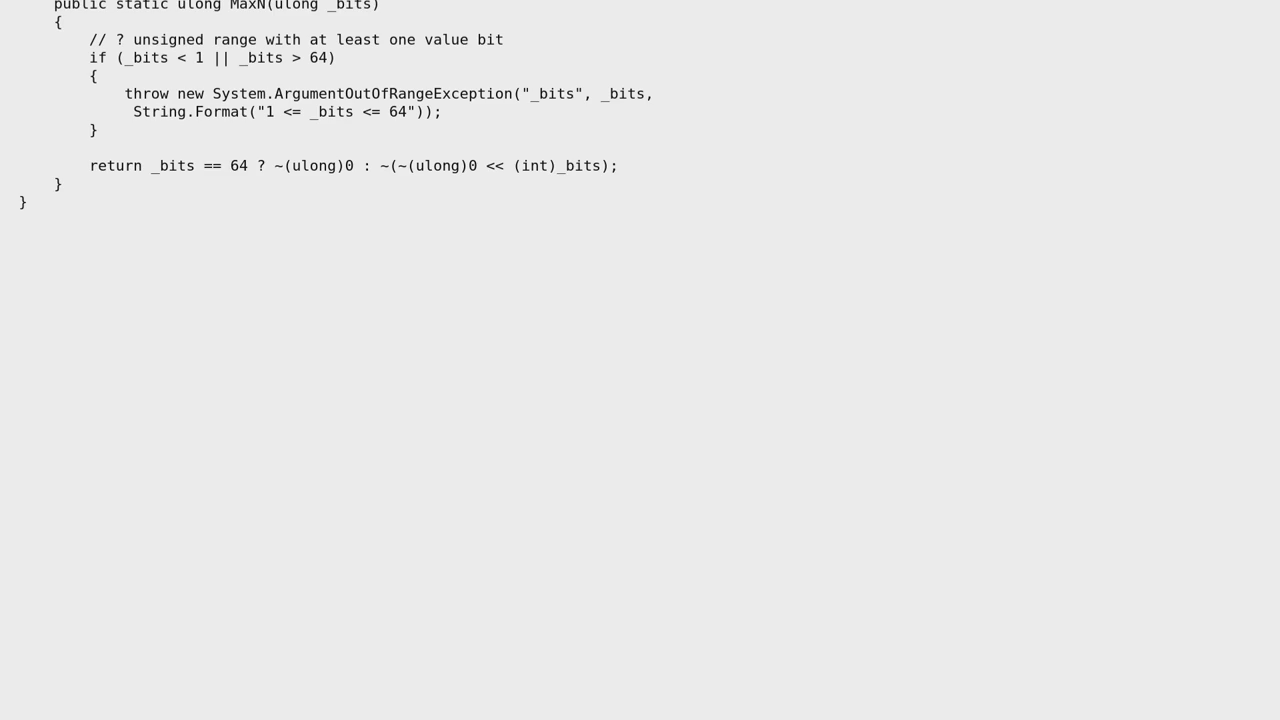 public static ulong MaxN(ulong _bits)
{
// ? unsigned range with at least one value bit
if (_bits < 1 || _bits > 64)
{
throw new System.ArgumentOutOfRangeException("_bits", _bits,
String.Format("1 <= _bits <= 64"));
}
return _bits == 64 ? ~(ulong)0 : ~(~(ulong)0 << (int)_bits);
}
}